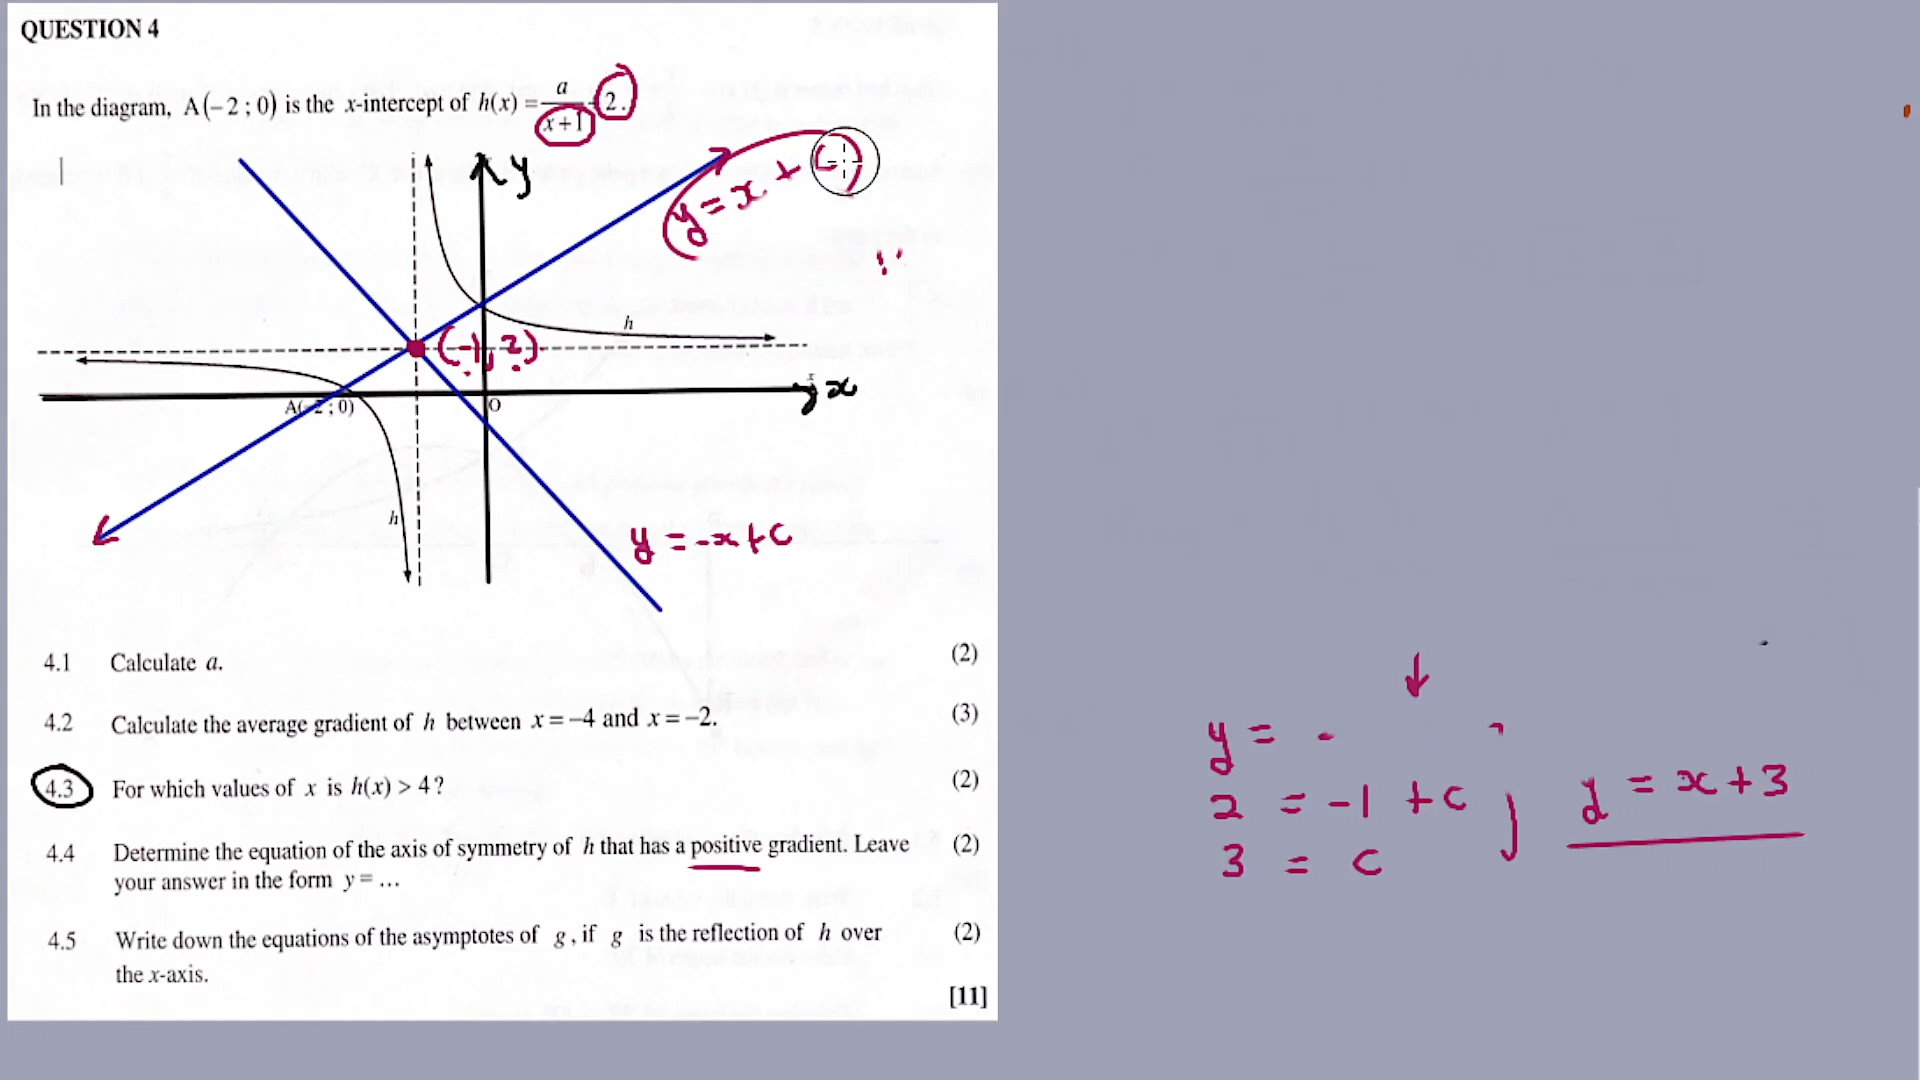 QUESTION 4
In the diagram, A(−2 ; 0) is the x-intercept of h(x) = a/(x+1) + 2.
y
y = x + c
h
(-1, 2)
x
A(−2 ; 0)
O
h
y = -x + c
4.1 Calculate a. (2)
4.2 Calculate the average gradient of h between x = −4 and x = −2. (3)
4.3 For which values of x is h(x) > 4? (2)
4.4 Determine the equation of the axis of symmetry of h that has a positive gradient. Leave (2)
your answer in the form y = ...
4.5 Write down the equations of the asymptotes of g, if g is the reflection of h over (2)
the x-axis.
[11]
y =
2 = -1 + c
3 = c
y = x + 3